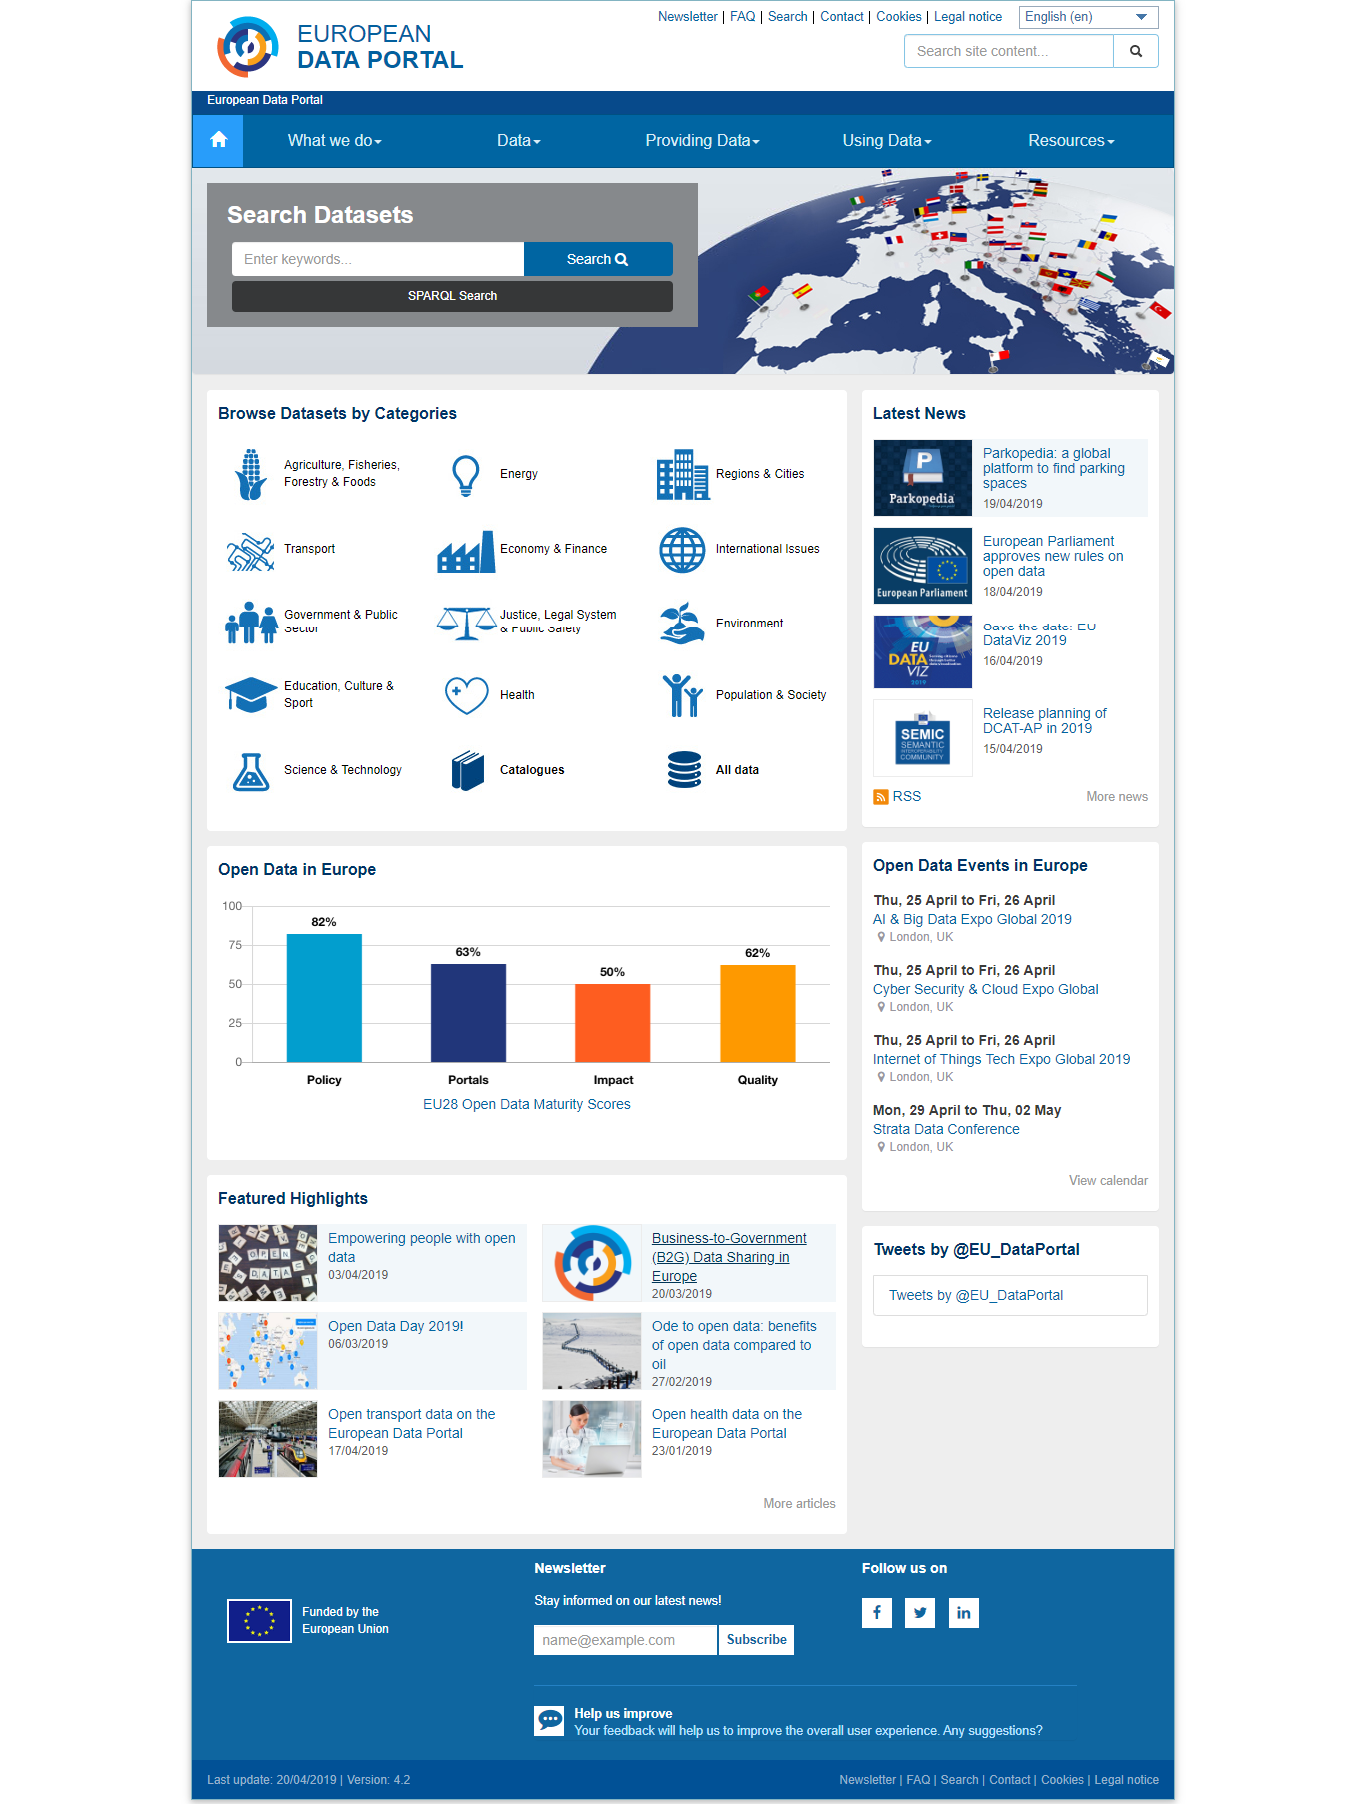 EUROPEAN
DATA PORTAL
Newsletter | FAQ | Search | Contact | Cookies | Legal notice
English (en)
Search site content...
European Data Portal
What we do
Data
Providing Data
Using Data
Resources
Search Datasets
Enter keywords...
Search
SPARQL Search
Browse Datasets by Categories
Agriculture, Fisheries,
Forestry & Foods
Energy
Regions & Cities
Transport
Economy & Finance
International Issues
Government & Public
Sector
Justice, Legal System
& Public Safety
Environment
Education, Culture &
Sport
Health
Population & Society
Science & Technology
Catalogues
All data
Latest News
P
Parkopedia
Parkopedia: a global
platform to find parking
spaces
19/04/2019
European Parliament
European Parliament
approves new rules on
open data
18/04/2019
EU
DATA
VIZ
2019
Save the date: EU
DataViz 2019
16/04/2019
SEMIC
SEMANTIC
INTEROPERABILITY
COMMUNITY
Release planning of
DCAT-AP in 2019
15/04/2019
RSS
More news
Open Data in Europe
100
75
50
25
0
82%
63%
50%
62%
Policy
Portals
Impact
Quality
EU28 Open Data Maturity Scores
Open Data Events in Europe
Thu, 25 April to Fri, 26 April
AI & Big Data Expo Global 2019
London, UK
Thu, 25 April to Fri, 26 April
Cyber Security & Cloud Expo Global
London, UK
Thu, 25 April to Fri, 26 April
Internet of Things Tech Expo Global 2019
London, UK
Mon, 29 April to Thu, 02 May
Strata Data Conference
London, UK
View calendar
Featured Highlights
OPEN
DATA
Empowering people with open
data
03/04/2019
Business-to-Government
(B2G) Data Sharing in
Europe
20/03/2019
Open Data Day 2019!
06/03/2019
Ode to open data: benefits
of open data compared to
oil
27/02/2019
Open transport data on the
European Data Portal
17/04/2019
Open health data on the
European Data Portal
23/01/2019
More articles
Tweets by @EU_DataPortal
Tweets by @EU_DataPortal
Funded by the
European Union
Newsletter
Stay informed on our latest news!
name@example.com
Subscribe
Follow us on
Help us improve
Your feedback will help us to improve the overall user experience. Any suggestions?
Last update: 20/04/2019 | Version: 4.2
Newsletter | FAQ | Search | Contact | Cookies | Legal notice